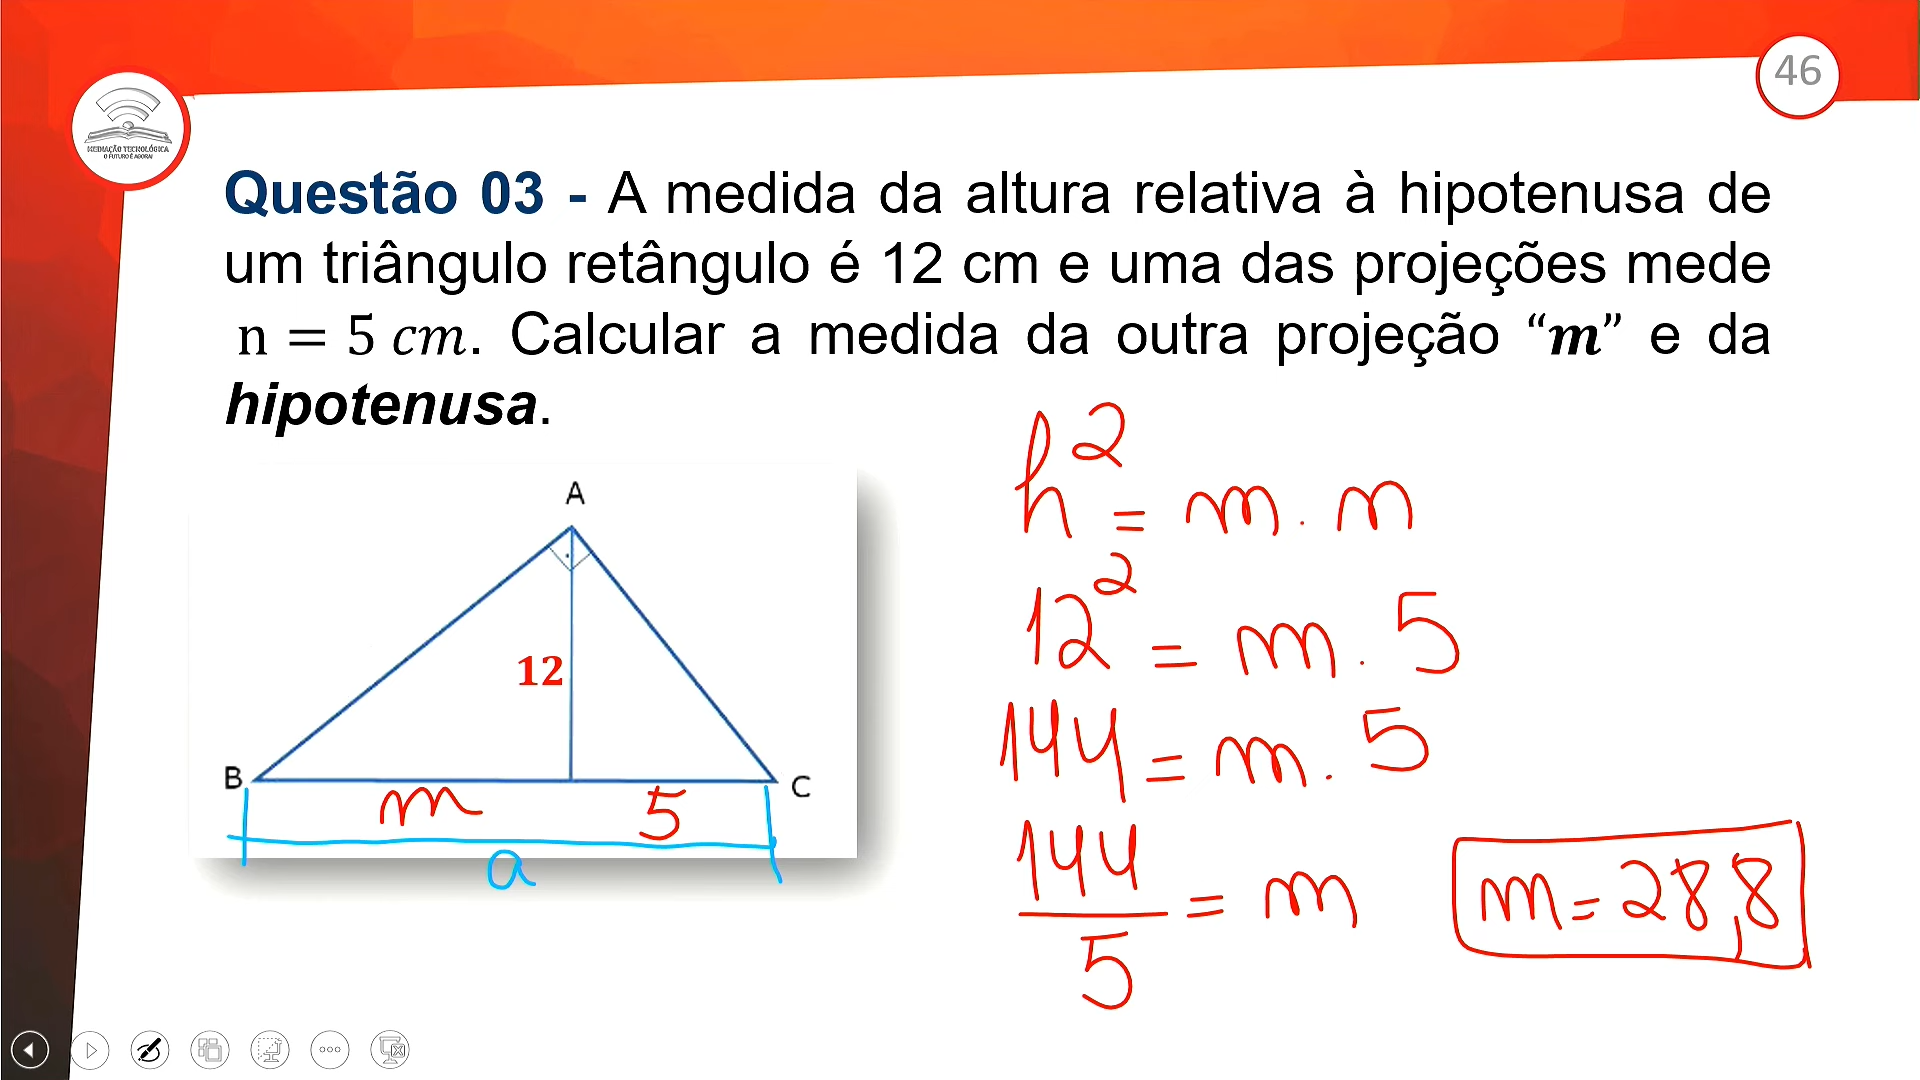 46
MEDIAÇÃO TECNOLÓGICA
O FUTURO É AGORA!
Questão 03 - A medida da altura relativa à hipotenusa de
um triângulo retângulo é 12 cm e uma das projeções mede
n = 5 cm. Calcular a medida da outra projeção “m” e da
hipotenusa.
h² = m . n
12² = m . 5
144 = m . 5
144/5 = m
m = 28,8
A
12
B
C
m
5
a